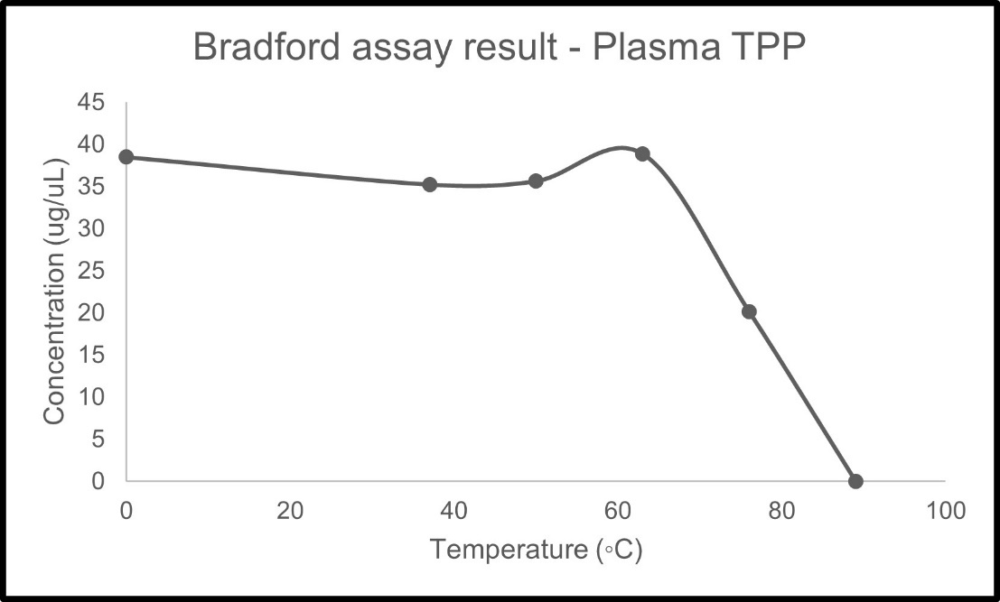 Bradford assay result - Plasma TPP
45
40
35
30
25
20
15
10
5
0
Concentration (ug/uL)
0 20 40 60 80 100
Temperature (◦C)